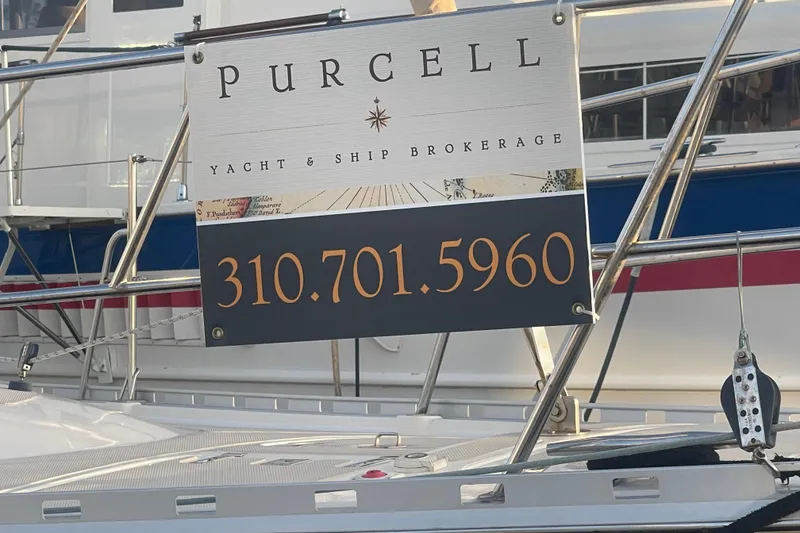 PURCELL
YACHT & SHIP BROKERAGE
310.701.5960